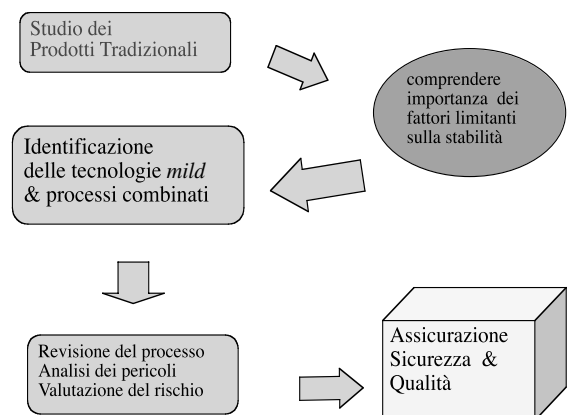 Studio dei
Prodotti Tradizionali
comprendere
importanza dei
fattori limitanti
sulla stabilità
Identificazione
delle tecnologie mild
& processi combinati
Revisione del processo
Analisi dei pericoli
Valutazione del rischio
Assicurazione
Sicurezza &
Qualità